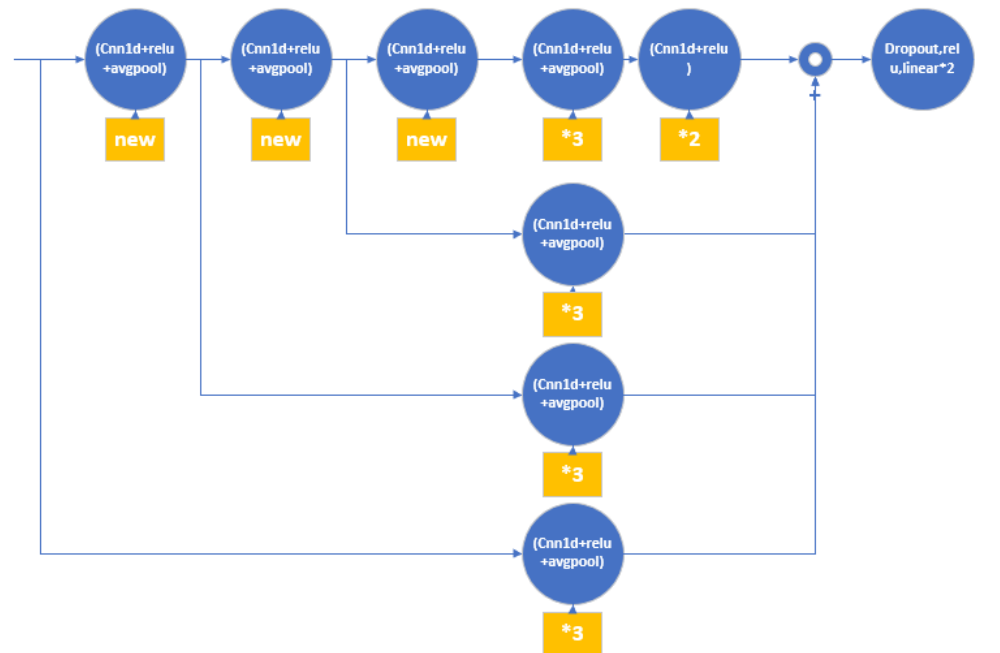 (Cnn1d+relu
+avgpool)
(Cnn1d+relu
+avgpool)
(Cnn1d+relu
+avgpool)
(Cnn1d+relu
+avgpool)
(Cnn1d+relu
)
Dropout,rel
u,linear*2
+
new
new
new
*3
*2
(Cnn1d+relu
+avgpool)
*3
(Cnn1d+relu
+avgpool)
*3
(Cnn1d+relu
+avgpool)
*3